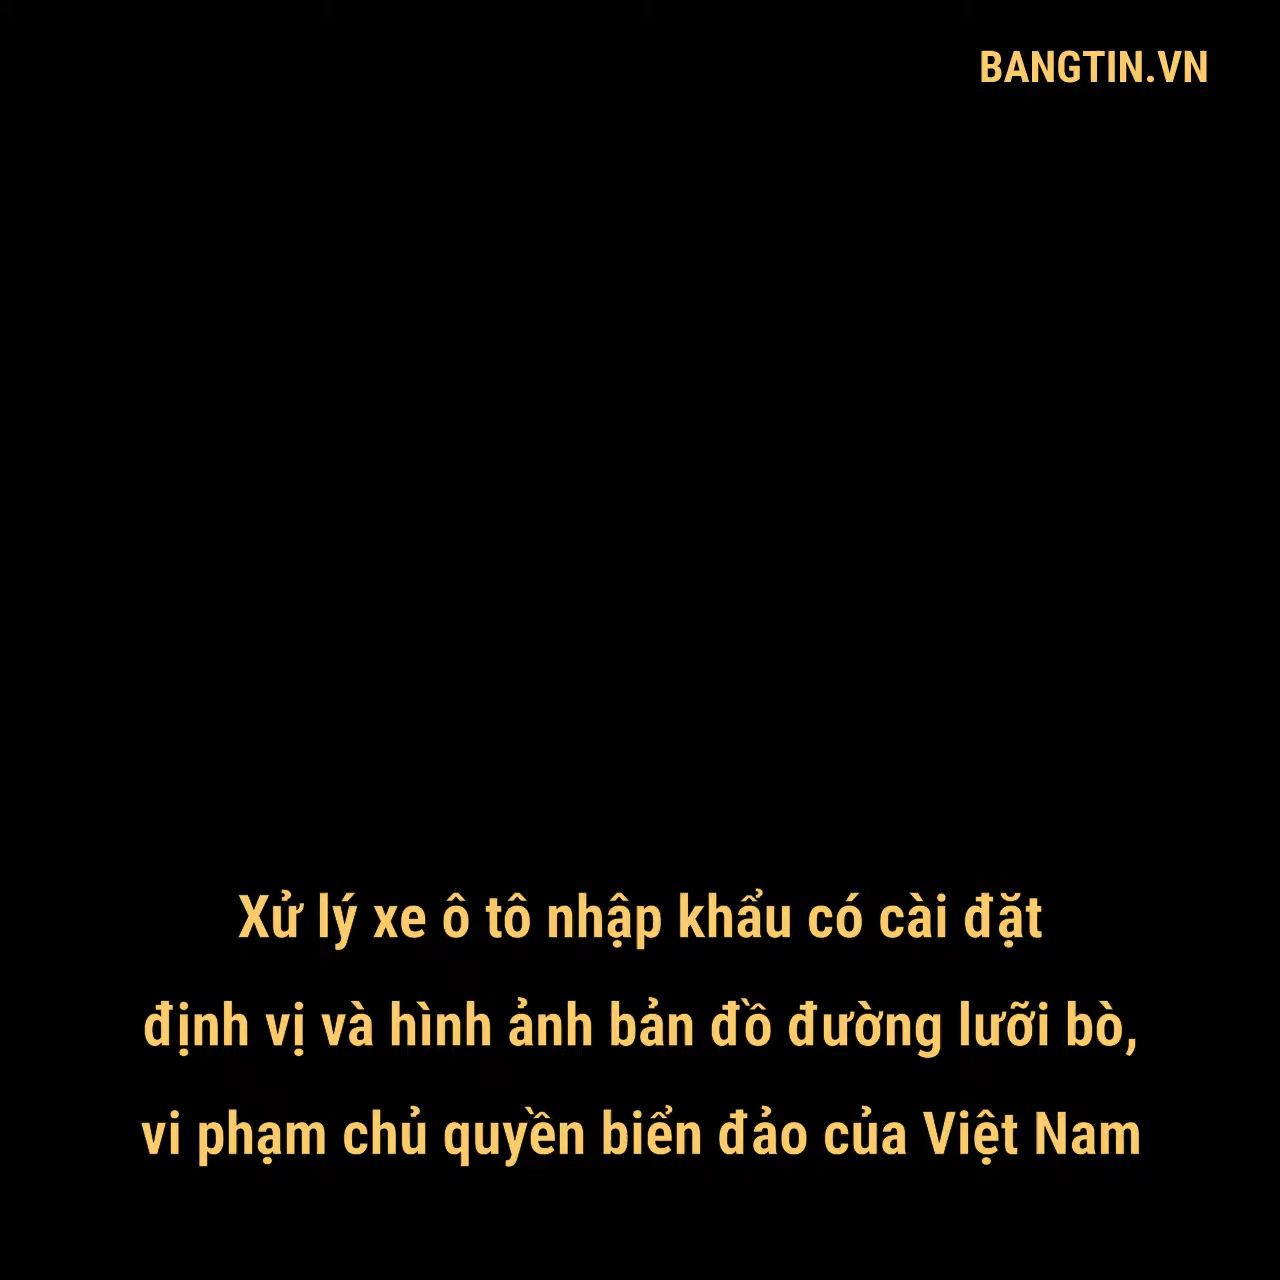 BANGTIN.VN
Xử lý xe ô tô nhập khẩu có cài đặt
định vị và hình ảnh bản đồ đường lưỡi bò,
vi phạm chủ quyền biển đảo của Việt Nam